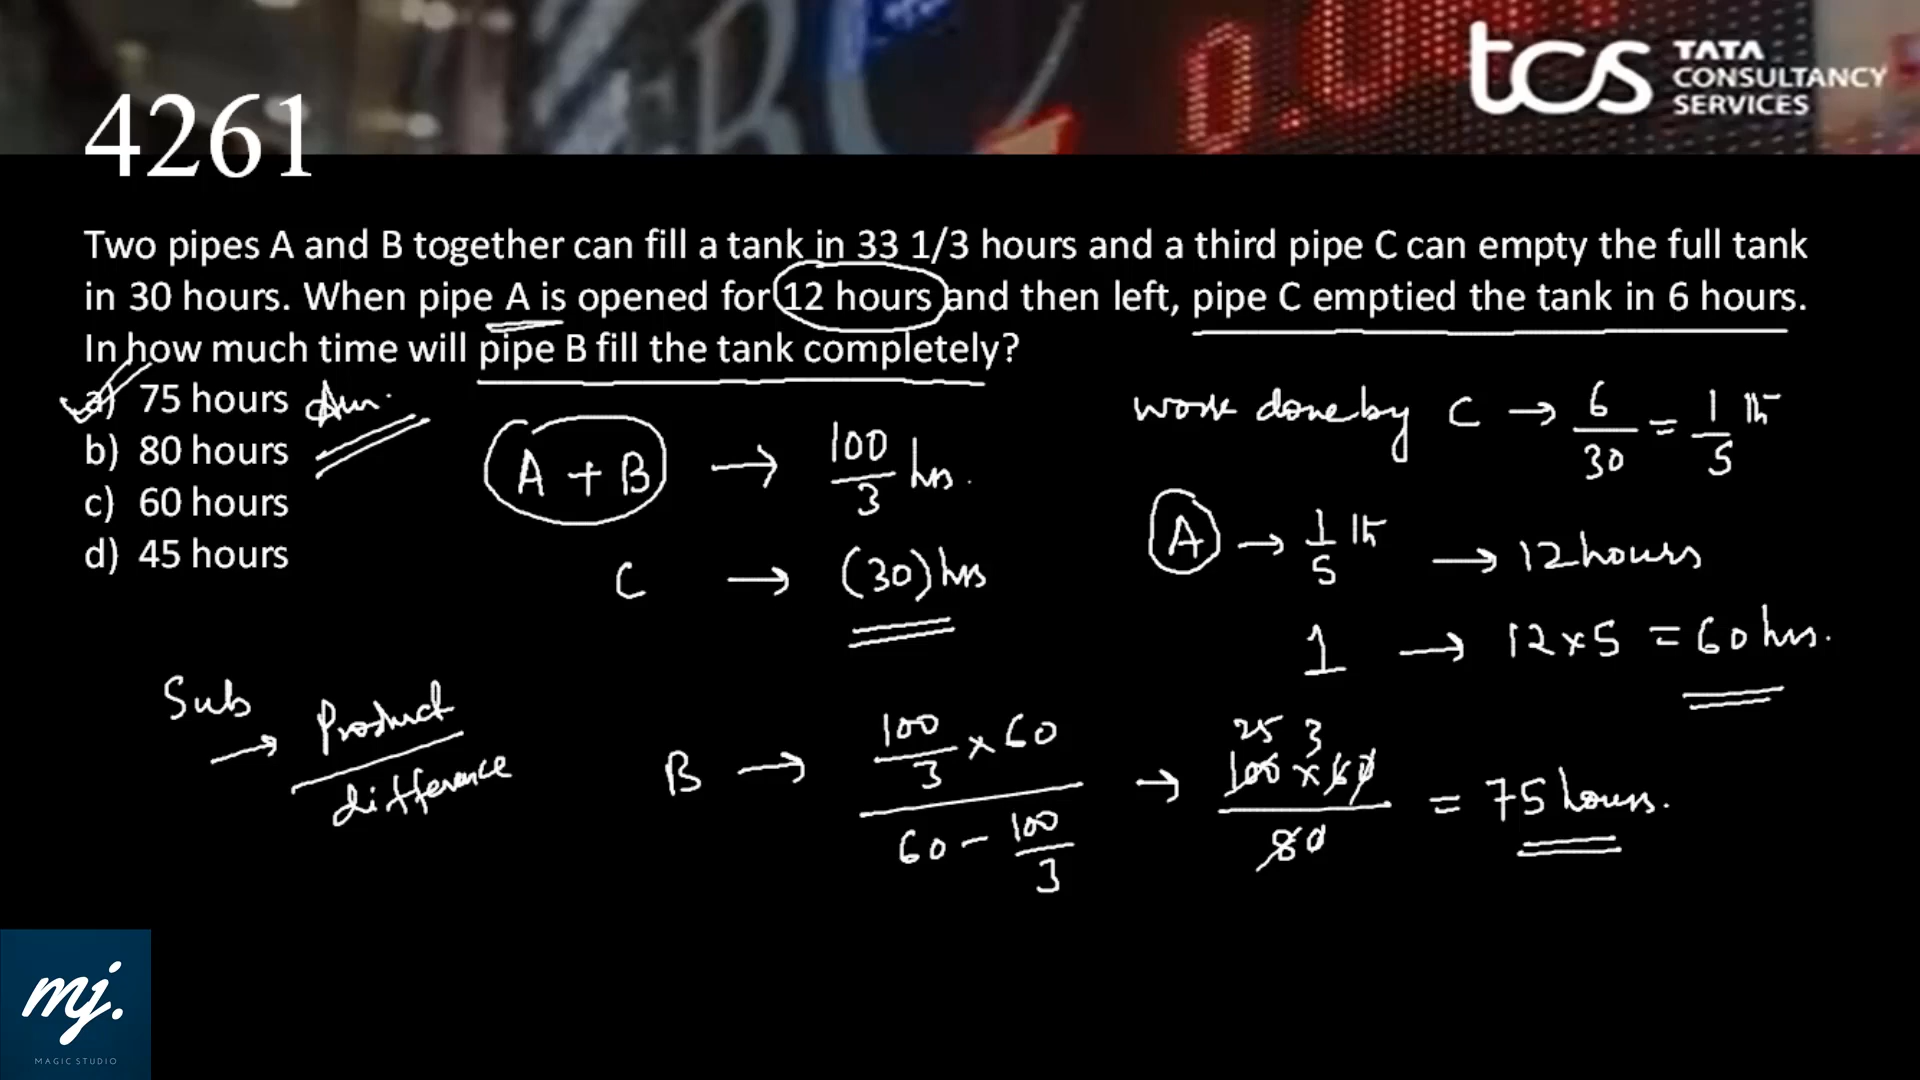 tcs TATA
CONSULTANCY
SERVICES
0.0
4261
Two pipes A and B together can fill a tank in 33 1/3 hours and a third pipe C can empty the full tank
in 30 hours. When pipe A is opened for 12 hours and then left, pipe C emptied the tank in 6 hours.
In how much time will pipe B fill the tank completely?
a) 75 hours Ans.
b) 80 hours
c) 60 hours
d) 45 hours
A + B → 100/3 hrs.
C → (30) hrs
work done by C → 6/30 = 1/5 th
A → 1/5 th → 12 hours
1 → 12 x 5 = 60 hrs.
Sub → Product/difference
B → (100/3 x 60)/(60 - 100/3) → (100 x 60)/80 = 75 hours.
25 3
mj.
MAGIC STUDIO